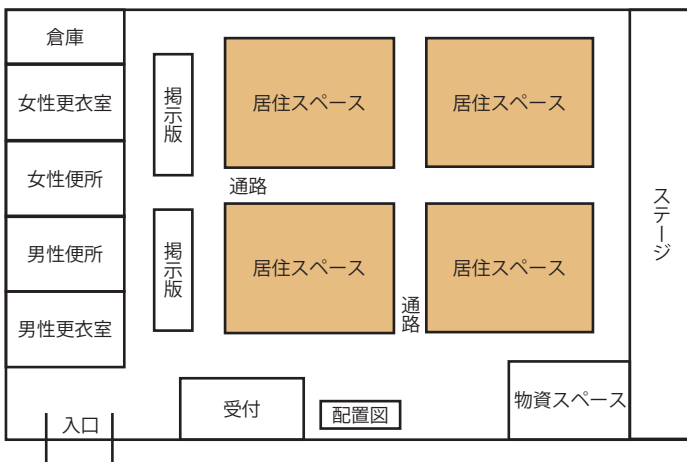 倉庫
女性更衣室
女性便所
男性便所
男性更衣室
入口
掲示版
掲示版
居住スペース
居住スペース
通路
居住スペース
居住スペース
通路
受付
配置図
物資スペース
ステージ